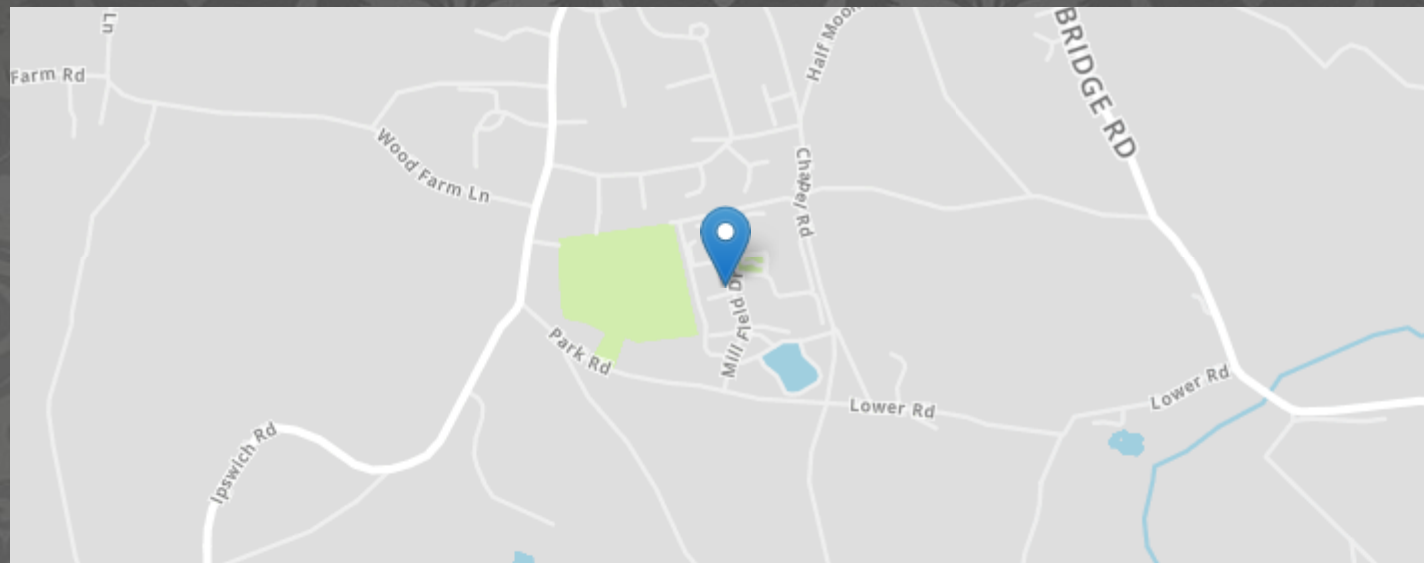 Ln
Half Moon
BRIDGE RD
Farm Rd
Wood Farm Ln
Chapel Rd
Mill Field
Park Rd
Lower Rd
Lower Rd
Ipswich Rd